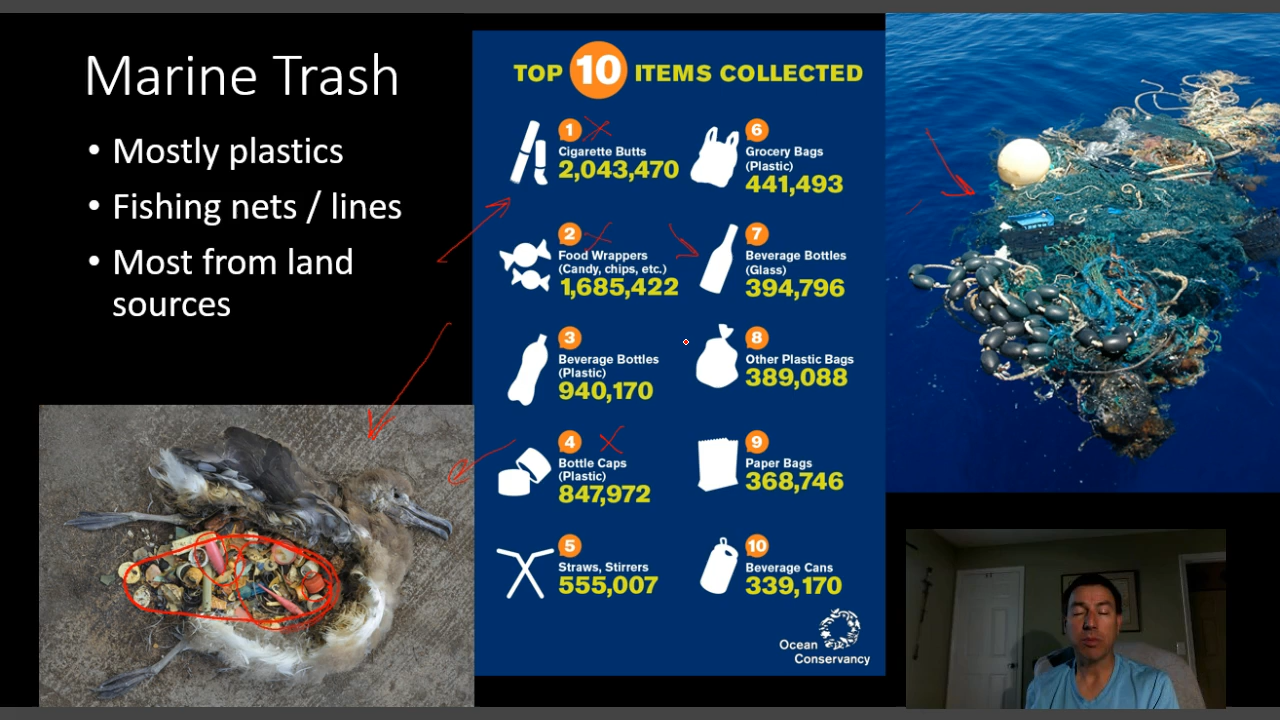 Marine Trash
• Mostly plastics
• Fishing nets / lines
• Most from land
sources
TOP 10 ITEMS COLLECTED
1
Cigarette Butts
2,043,470
2
Food Wrappers
(Candy, chips, etc.)
1,685,422
3
Beverage Bottles
(Plastic)
940,170
4
Bottle Caps
(Plastic)
847,972
5
Straws, Stirrers
555,007
6
Grocery Bags
(Plastic)
441,493
7
Beverage Bottles
(Glass)
394,796
8
Other Plastic Bags
389,088
9
Paper Bags
368,746
10
Beverage Cans
339,170
Ocean
Conservancy